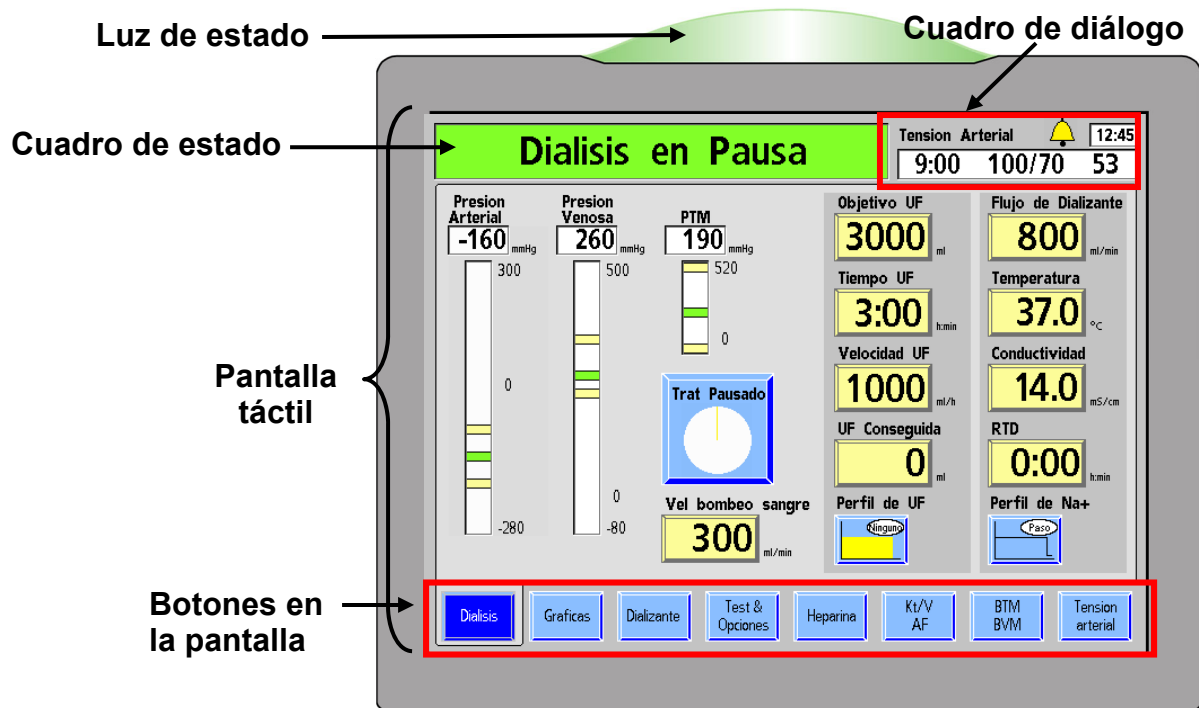 Luz de estado
Cuadro de diálogo
Cuadro de estado
Dialisis en Pausa
Tension Arterial
12:45
9:00 100/70 53
Presion
Arterial
-160 mmHg
300
0
-280
Presion
Venosa
260 mmHg
500
0
-80
PTM
190 mmHg
520
0
Trat Pausado
Vel bombeo sangre
300 ml/min
Objetivo UF
3000 ml
Tiempo UF
3:00 h:min
Velocidad UF
1000 ml/h
UF Conseguida
0 ml
Perfil de UF
Ninguno
Flujo de Dializante
800 ml/min
Temperatura
37.0 °C
Conductividad
14.0 mS/cm
RTD
0:00 h:min
Perfil de Na+
Paso
Pantalla
táctil
Botones en
la pantalla
Dialisis
Graficas
Dializante
Test &
Opciones
Heparina
Kt/V
AF
BTM
BVM
Tension
arterial